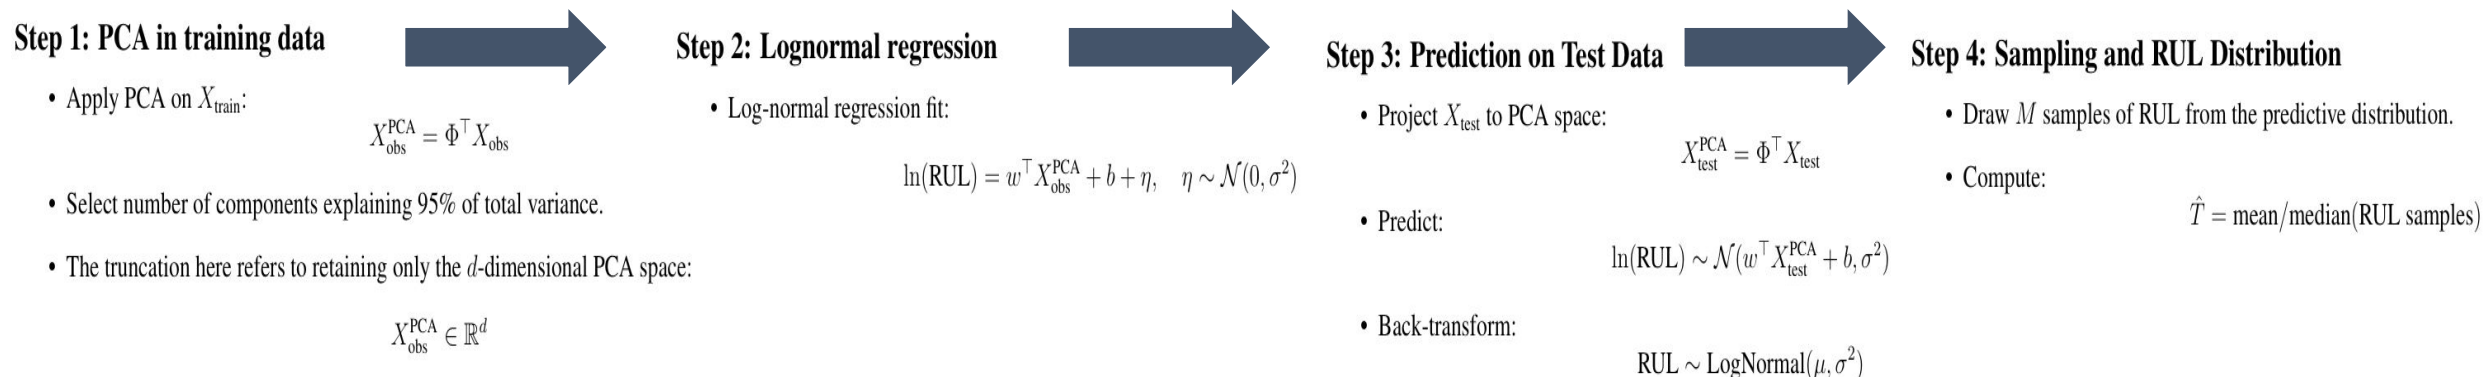 Step 1: PCA in training data
• Apply PCA on X_train:
X_obs^PCA = Φ^⊤ X_obs
• Select number of components explaining 95% of total variance.
• The truncation here refers to retaining only the d-dimensional PCA space:
X_obs^PCA ∈ ℝ^d
Step 2: Lognormal regression
• Log-normal regression fit:
ln(RUL) = w^⊤ X_obs^PCA + b + η, η ∼ 𝒩(0, σ²)
Step 3: Prediction on Test Data
• Project X_test to PCA space:
X_test^PCA = Φ^⊤ X_test
• Predict:
ln(RUL) ∼ 𝒩(w^⊤ X_test^PCA + b, σ²)
• Back-transform:
RUL ∼ LogNormal(μ, σ²)
Step 4: Sampling and RUL Distribution
• Draw M samples of RUL from the predictive distribution.
• Compute:
T̂ = mean/median(RUL samples)